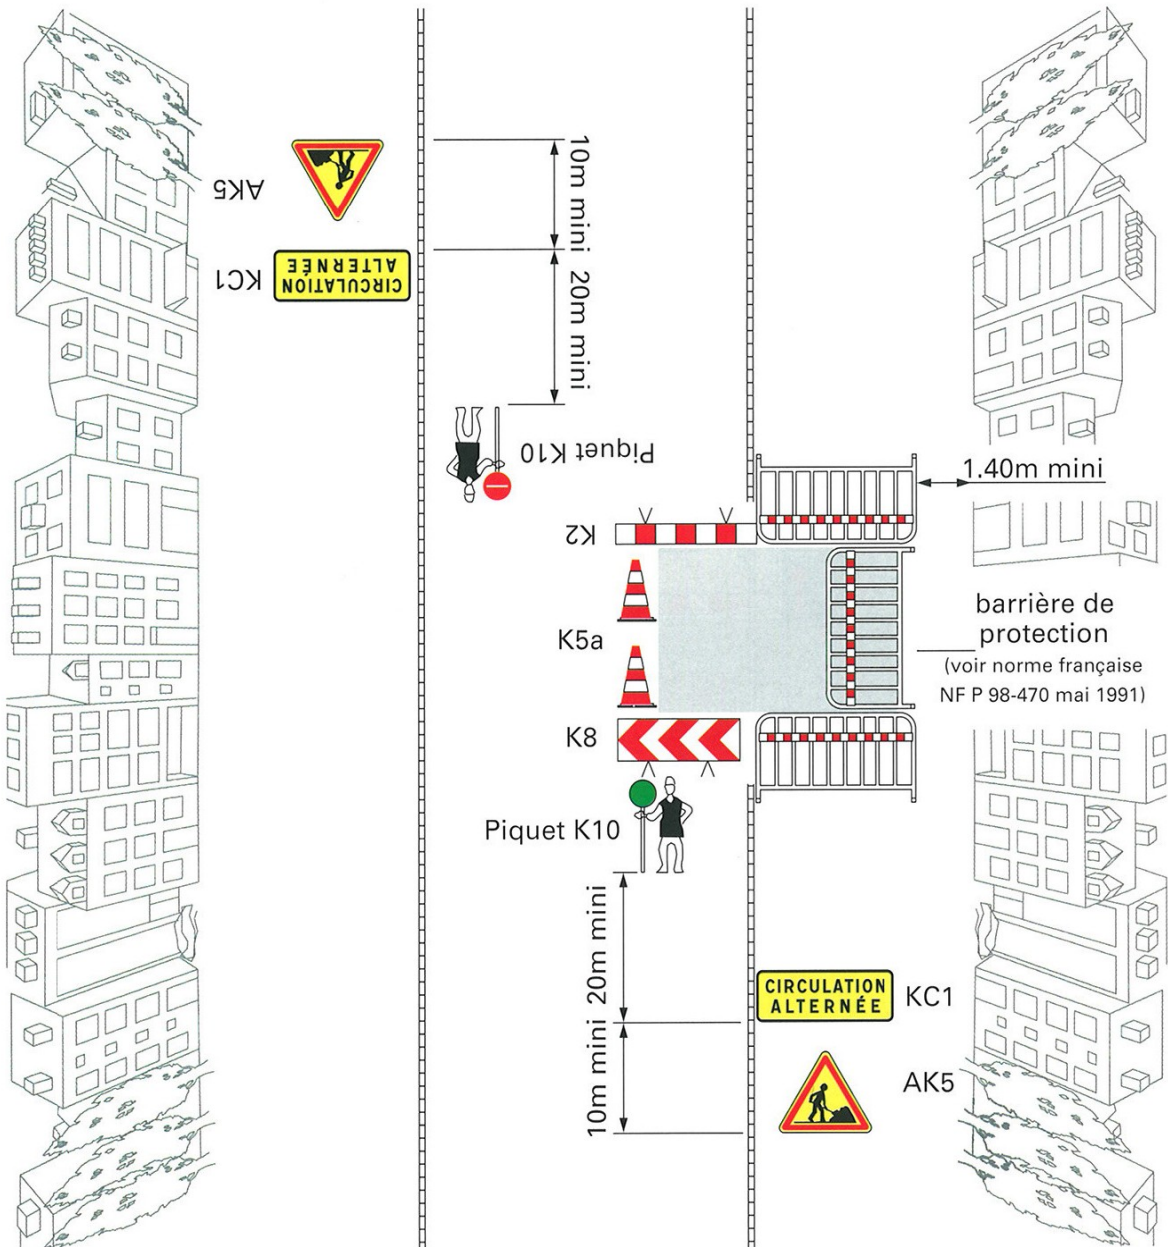 AK5
10m mini
KC1
CIRCULATION
ALTERNÉE
20m mini
Piquet K10
1.40m mini
K2
barrière de
protection
(voir norme française
NF P 98-470 mai 1991)
K5a
K8
Piquet K10
20m mini
CIRCULATION
ALTERNÉE
KC1
10m mini
AK5